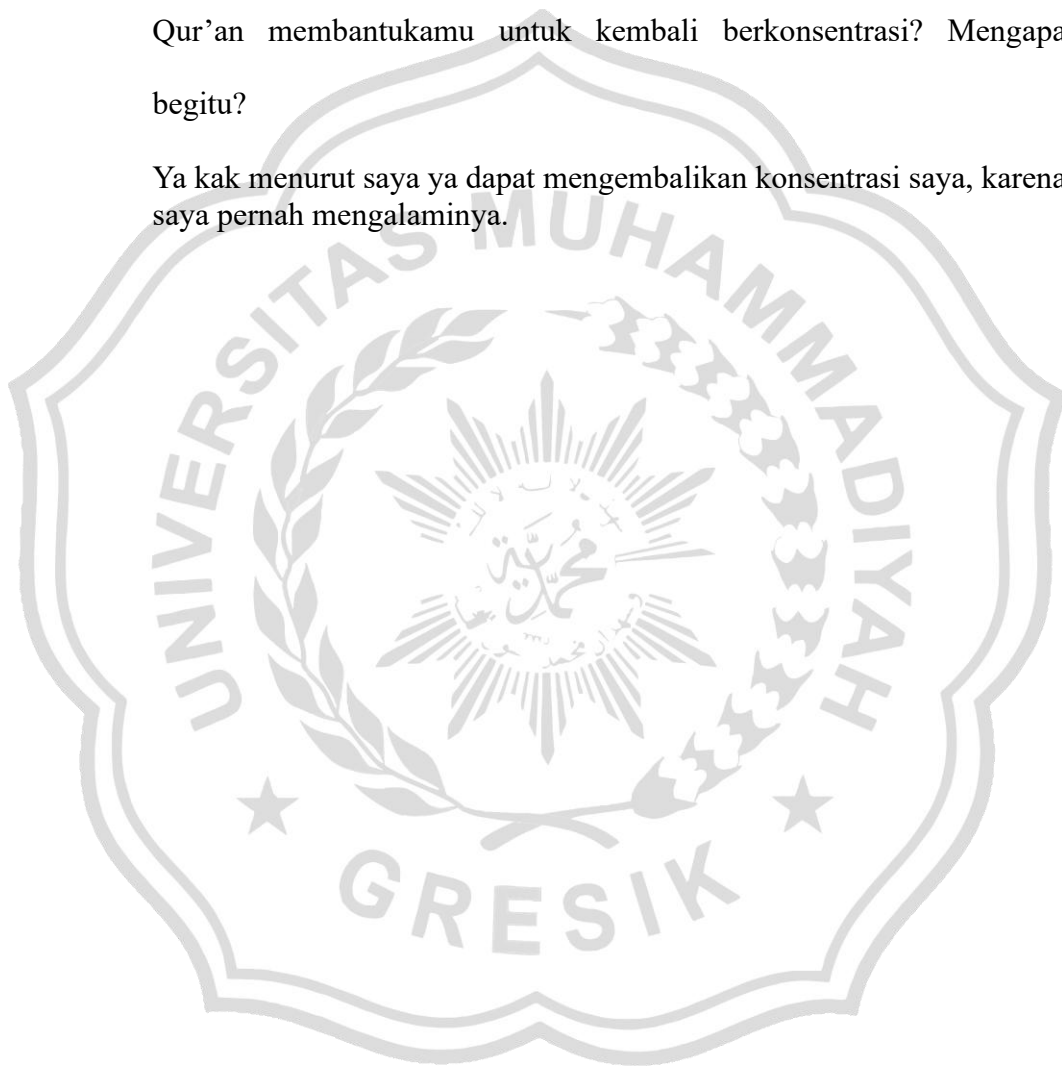 Qur’an membantukamu untuk kembali berkonsentrasi? Mengapa
begitu?
Ya kak menurut saya ya dapat mengembalikan konsentrasi saya, karena
saya pernah mengalaminya.
UNIVERSITAS MUHAMMADIYAH
GRESIK